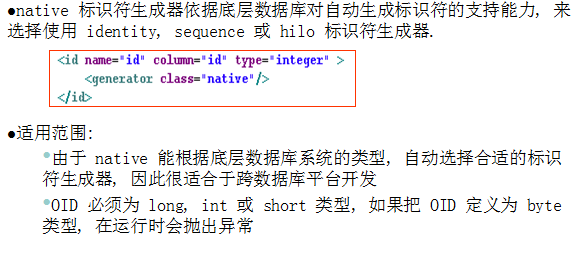 ●native 标识符生成器依据底层数据库对自动生成标识符的支持能力, 来
选择使用 identity, sequence 或 hilo 标识符生成器.
<id name="id" column="id" type="integer" >
<generator class="native"/>
</id>
●适用范围:
●由于 native 能根据底层数据库系统的类型, 自动选择合适的标识
符生成器, 因此很适合于跨数据库平台开发
●OID 必须为 long, int 或 short 类型, 如果把 OID 定义为 byte
类型, 在运行时会抛出异常